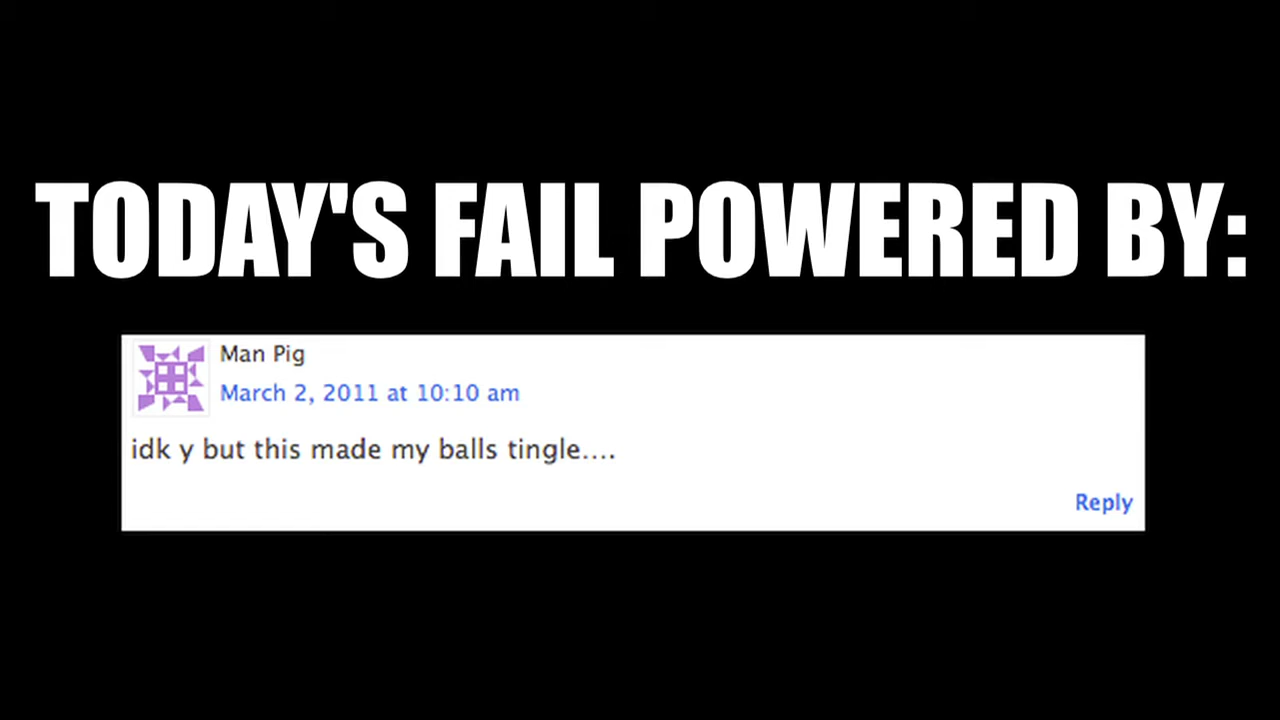 TODAY'S FAIL POWERED BY:
Man Pig
March 2, 2011 at 10:10 am
idk y but this made my balls tingle....
Reply